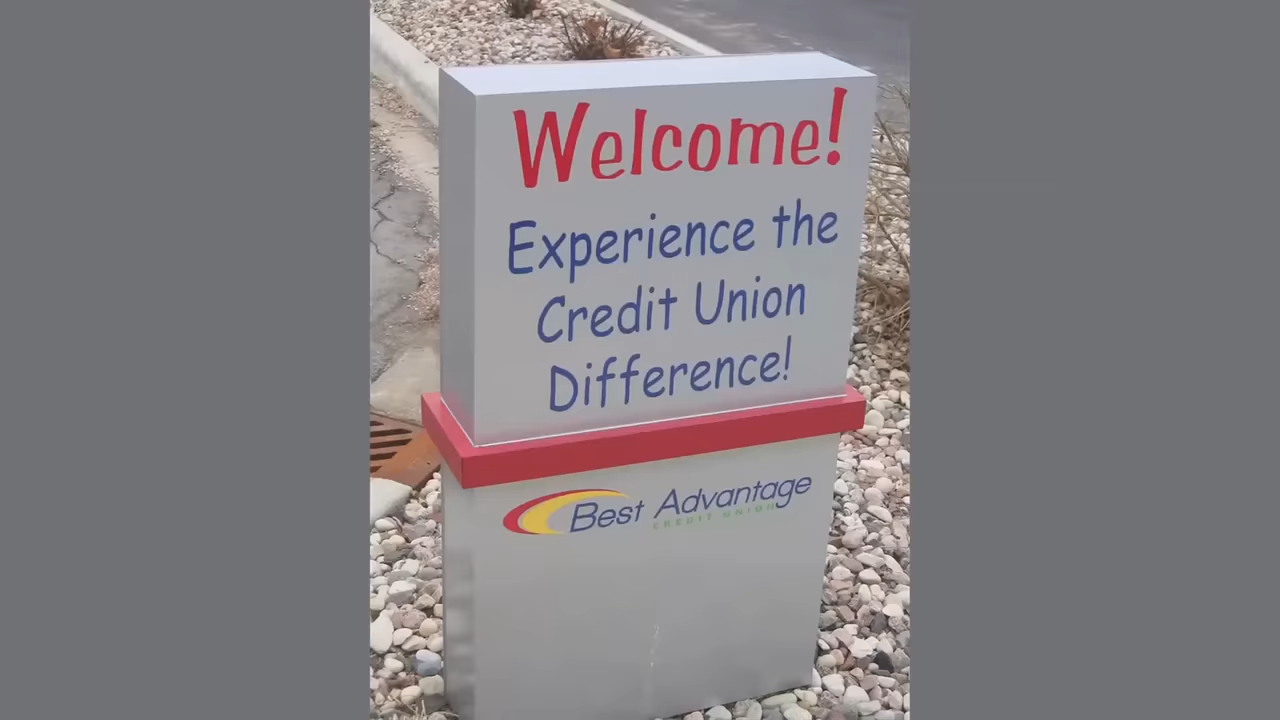 Welcome!
Experience the
Credit Union
Difference!
Best Advantage
CREDIT UNION